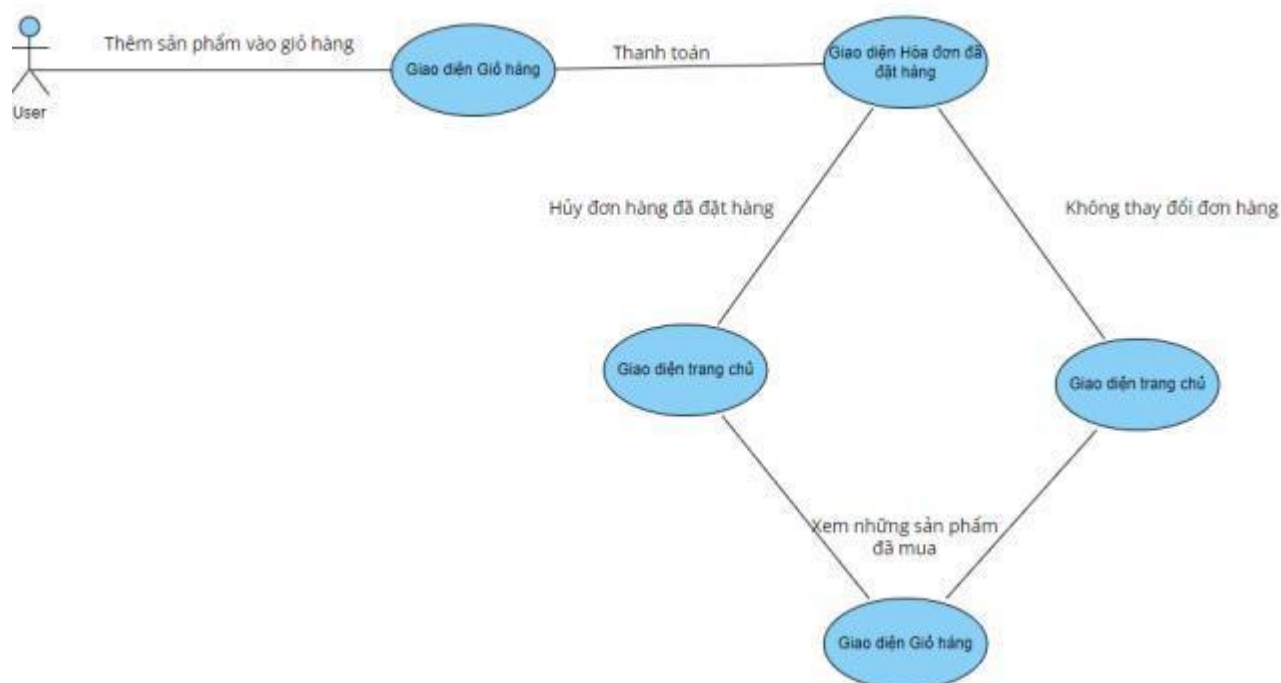 Thêm sản phẩm vào giỏ hàng
Thanh toán
Giao diện Giỏ hàng
Giao diện Hóa đơn đã
đặt hàng
User
Hủy đơn hàng đã đặt hàng
Không thay đổi đơn hàng
Giao diện trang chủ
Giao diện trang chủ
Xem những sản phẩm
đã mua
Giao diện Giỏ hàng